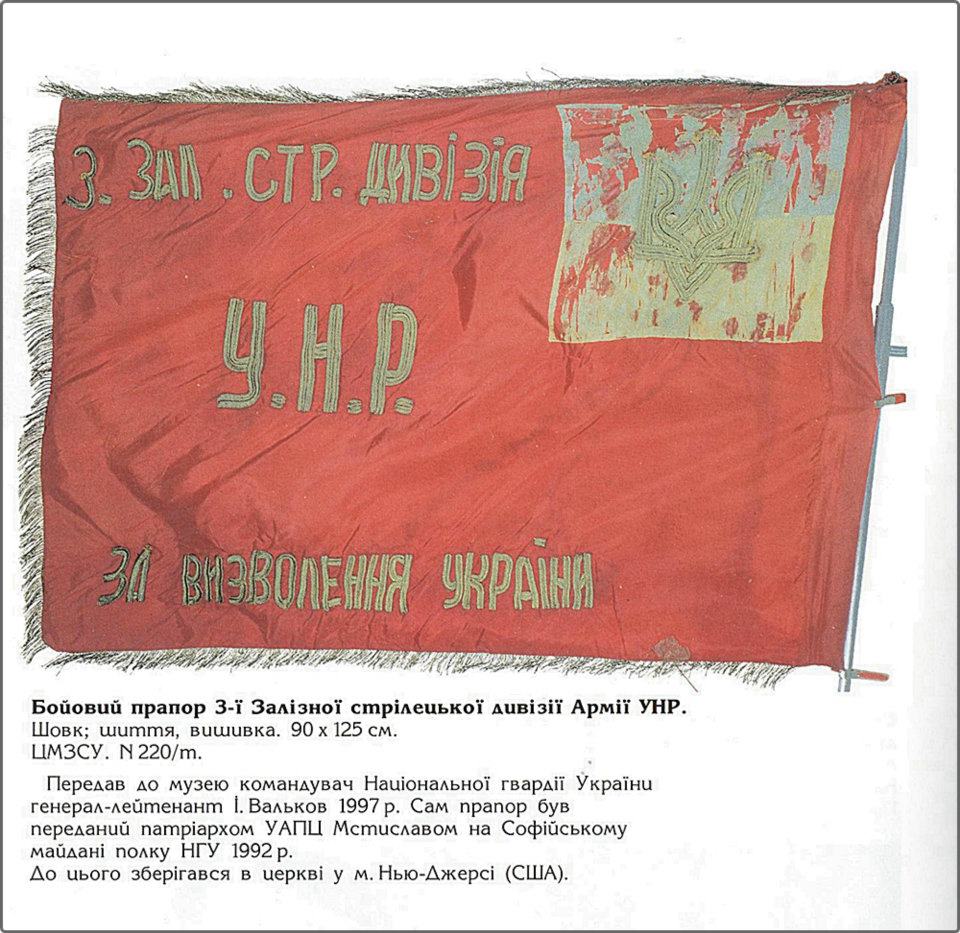 З. ЗАЛ . СТР. ДИВІЗІЯ
У.Н.Р.
ЗА ВИЗВОЛЕННЯ УКРАЇНИ
Бойовий прапор 3-ї Залізної стрілецької дивізії Армії УНР.
Шовк; шиття, вишивка. 90 x 125 см.
ЦМЗСУ. N 220/т.
Передав до музею командувач Національної гвардії України
генерал-лейтенант І. Вальков 1997 р. Сам прапор був
переданий патріархом УАПЦ Мстиславом на Софійському
майдані полку НГУ 1992 р.
До цього зберігався в церкві у м. Нью-Джерсі (США).